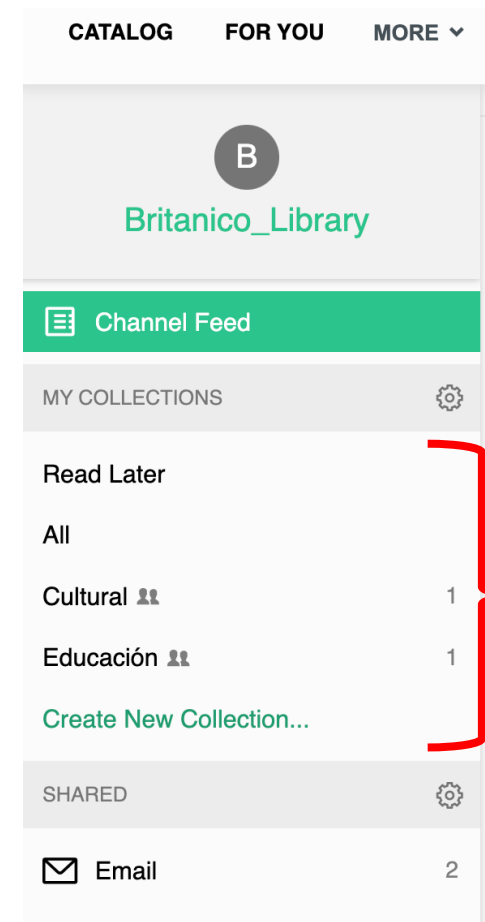 CATALOG FOR YOU MORE
B
Britanico_Library
Channel Feed
MY COLLECTIONS
Read Later
All
Cultural 1
Educación 1
Create New Collection...
SHARED
Email 2